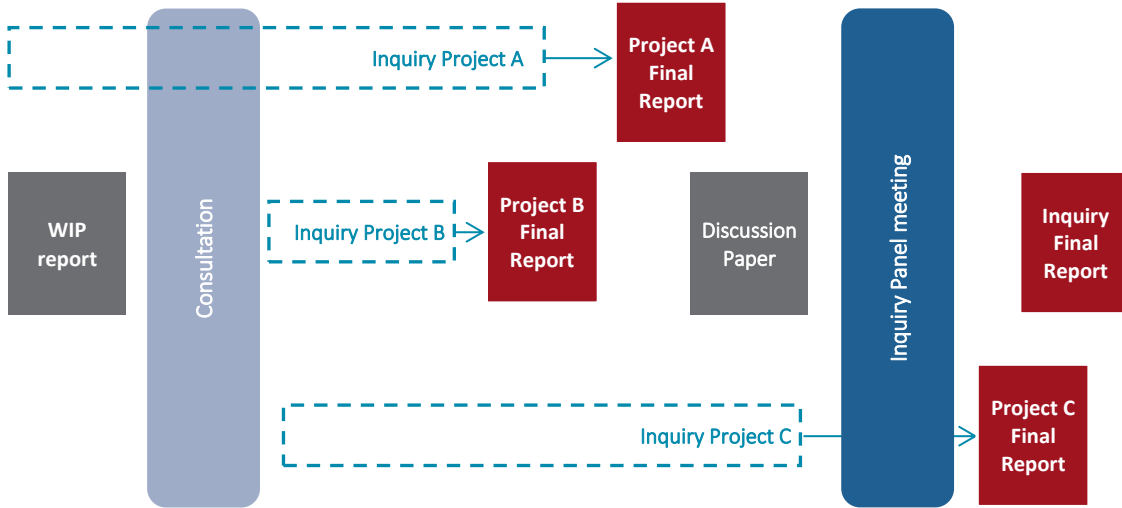 Inquiry Project A
Project A
Final
Report
WIP
report
Consultation
Inquiry Project B
Project B
Final
Report
Discussion
Paper
Inquiry Panel meeting
Inquiry
Final
Report
Inquiry Project C
Project C
Final
Report